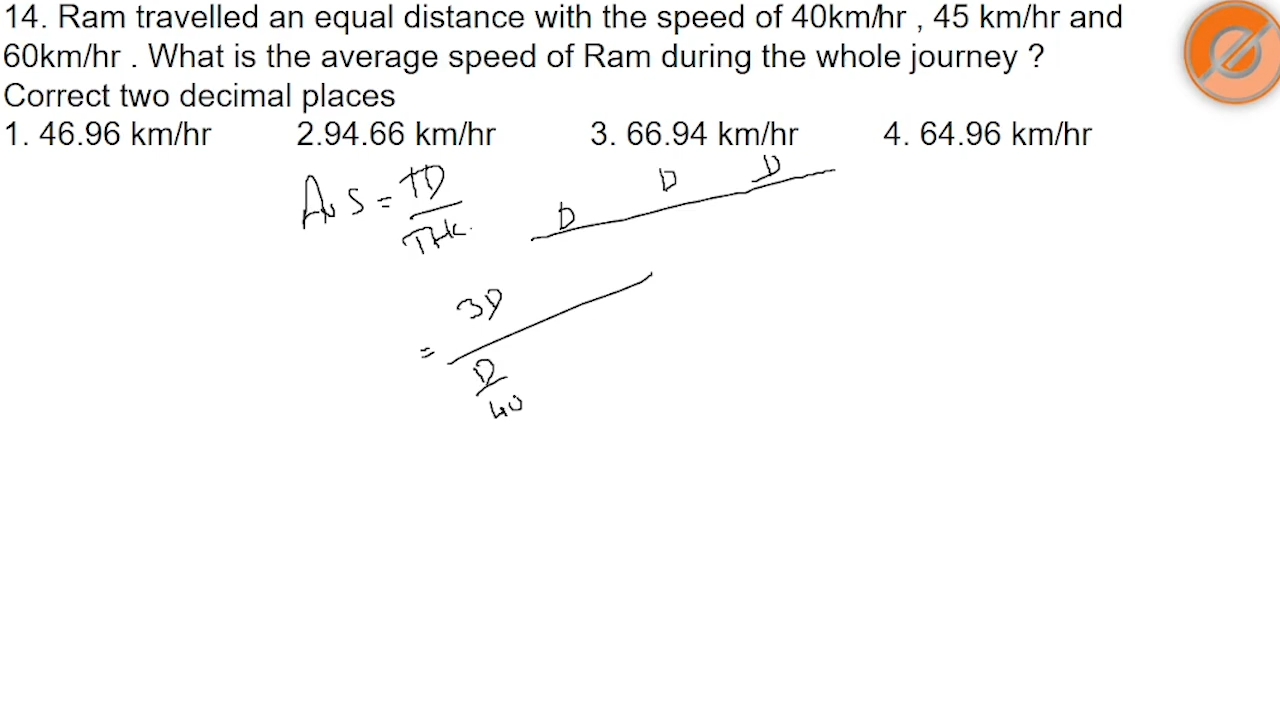 14. Ram travelled an equal distance with the speed of 40km/hr , 45 km/hr and
60km/hr . What is the average speed of Ram during the whole journey ?
Correct two decimal places
1. 46.96 km/hr 2.94.66 km/hr 3. 66.94 km/hr 4. 64.96 km/hr
Av S = TD
D D D
= 3D
D
40